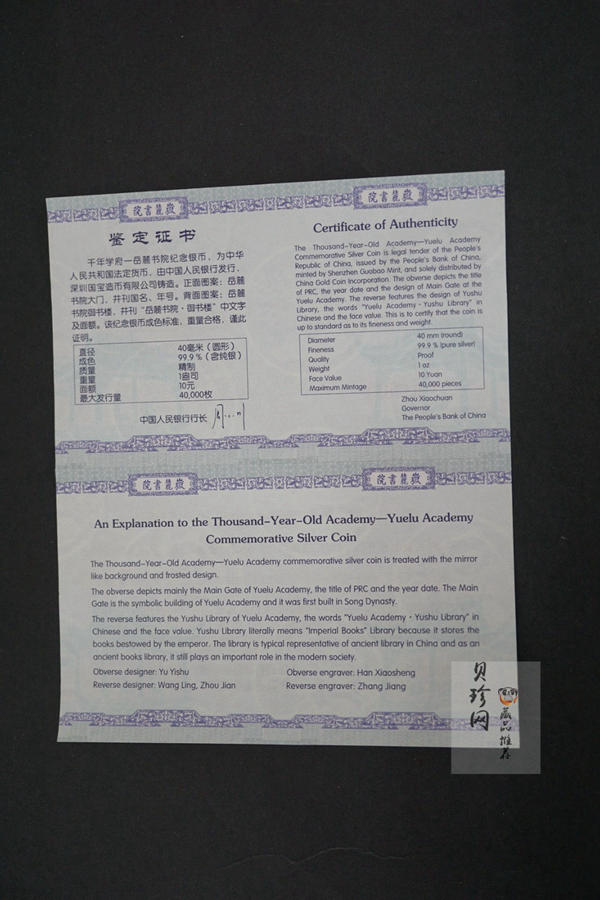 院書麓嶽
院書麓嶽
鉴定证书
千年学府—岳麓书院纪念银币，为中华
人民共和国法定货币，由中国人民银行发行，
深圳国宝造币有限公司铸造。正面图案：岳麓
书院大门，并刊国名、年号。背面图案：岳麓
书院御书楼，并刊“岳麓书院·御书楼”中文字
及面额。该纪念币成色标准，重量合格，谨此
证明。
直径 40毫米（圆形）
成色 99.9%（含纯银）
质量 精制
重量 1盎司
面额 10元
最大发行量 40,000枚
中国人民银行行长
Certificate of Authenticity
The Thousand-Year-Old Academy—Yuelu Academy
Commemorative Silver Coin is legal tender of the People's
Republic of China, issued by the People's Bank of China,
minted by Shenzhen Guobao Mint, and solely distributed by
China Gold Coin Incorporation. The obverse depicts the title
of PRC, the year date and the design of Main Gate at the
Yuelu Academy. The reverse features the design of Yushu
Library, the words "Yuelu Academy · Yushu Library" in
Chinese and the face value. This is to certify that the coin is
up to standard as to its fineness and weight.
Diameter 40 mm (round)
Fineness 99.9 % (pure silver)
Quality Proof
Weight 1 oz
Face Value 10 Yuan
Maximum Mintage 40,000 pieces
Zhou Xiaochuan
Governor
The People's Bank of China
院書麓嶽
院書麓嶽
An Explanation to the Thousand-Year-Old Academy—Yuelu Academy
Commemorative Silver Coin
The Thousand-Year-Old Academy—Yuelu Academy commemorative silver coin is treated with the mirror
like background and frosted design.
The obverse depicts mainly the Main Gate of Yuelu Academy, the title of PRC and the year date. The Main
Gate is the symbolic building of Yuelu Academy and it was first built in Song Dynasty.
The reverse features the Yushu Library of Yuelu Academy, the words "Yuelu Academy · Yushu Library" in
Chinese and the face value. Yushu Library literally means "Imperial Books" Library because it stores the
books bestowed by the emperor. The library is typical representative of ancient library in China and as an
ancient books library, it still plays an important role in the modern society.
Obverse designer: Yu Yishu
Obverse engraver: Han Xiaosheng
Reverse designer: Wang Ling, Zhou Jian
Reverse engraver: Zhang Jiang
贝珍网
藏品推荐